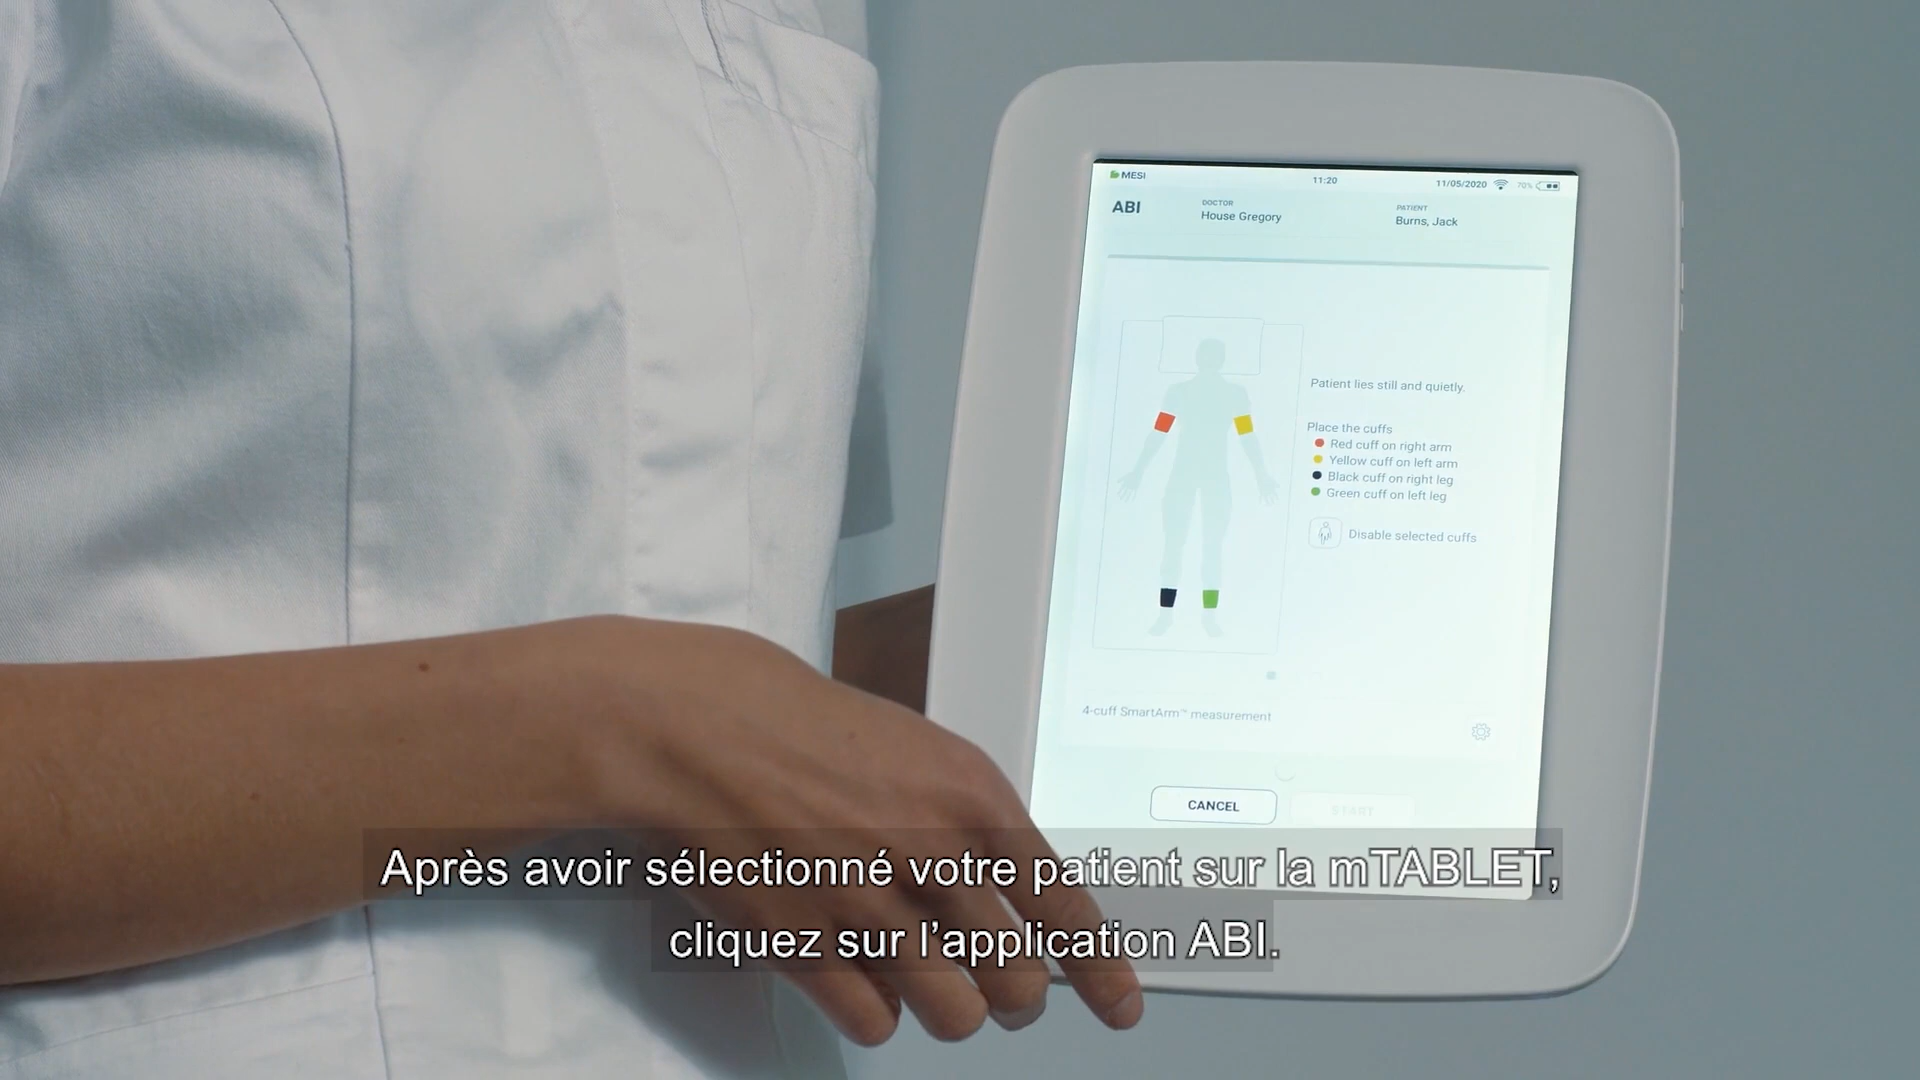 MESI
11:20
11/05/2020
70%
ABI
DOCTOR
House Gregory
PATIENT
Burns, Jack
Patient lies still and quietly.
Place the cuffs
Red cuff on right arm
Yellow cuff on left arm
Black cuff on right leg
Green cuff on left leg
Disable selected cuffs
4-cuff SmartArm™ measurement
CANCEL
START
Après avoir sélectionné votre patient sur la mTABLET,
cliquez sur l’application ABI.